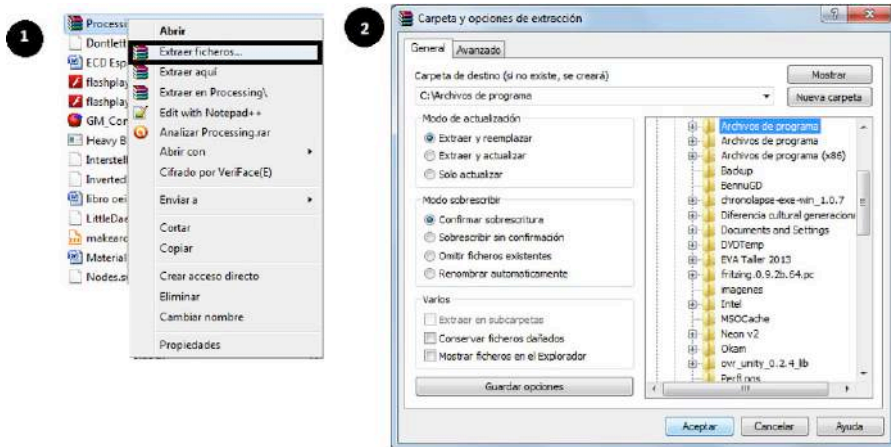 1
Processi
Dontlett
ECD Esp
flashplay
flashplay
GM_Cor
Heavy B
Interstell
Inverted
libro oei
LittleDae
makearc
Material
Nodes.s
Abrir
Extraer ficheros...
Extraer aquí
Extraer en Processing\
Edit with Notepad++
Analizar Processing.rar
Abrir con
Cifrado por VeriFace(E)
Enviar a
Cortar
Copiar
Crear acceso directo
Eliminar
Cambiar nombre
Propiedades
2
Carpeta y opciones de extracción
General Avanzado
Carpeta de destino (si no existe, se creará)
Mostrar
C:\Archivos de programa
Nueva carpeta
Modo de actualización
Extraer y reemplazar
Extraer y actualizar
Solo actualizar
Modo sobrescribir
Confirmar sobrescritura
Sobrescribir sin confirmación
Omitir ficheros existentes
Renombrar automaticamente
Varios
Extraer en subcarpetas
Conservar ficheros dañados
Mostrar ficheros en el Explorador
Guardar opciones
Archivos de programa
Archivos de programa
Archivos de programa (x86)
Backup
BennuGD
chronolapse-exe-win_1.0.7
Diferencia cultural generacion
Documents and Settings
DVDTemp
EVA Taller 2013
fritzing.0.9.2b.64.pc
imagenes
Intel
MSOCache
Neon v2
Okam
ovr_unity_0.2.4_lib
Aceptar Cancelar Ayuda